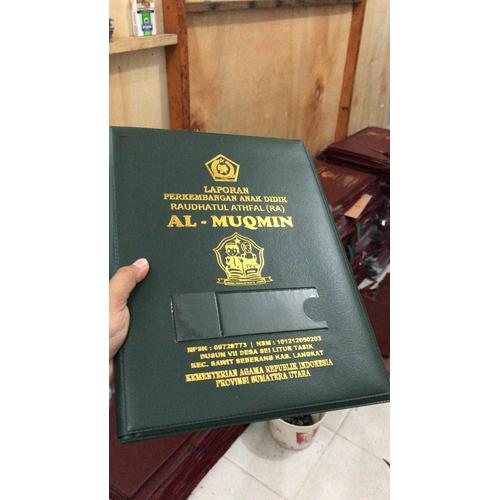 LAPORAN
PERKEMBANGAN ANAK DIDIK
RAUDHATUL ATHFAL (RA)
AL - MUQMIN
NPSN : 69729773 | NSM : 101212050203
DUSUN VII DESA SEI LITUR TASIK
KEC. SAWIT SEBERANG KAB. LANGKAT
KEMENTERIAN AGAMA REPUBLIK INDONESIA
PROVINSI SUMATERA UTARA